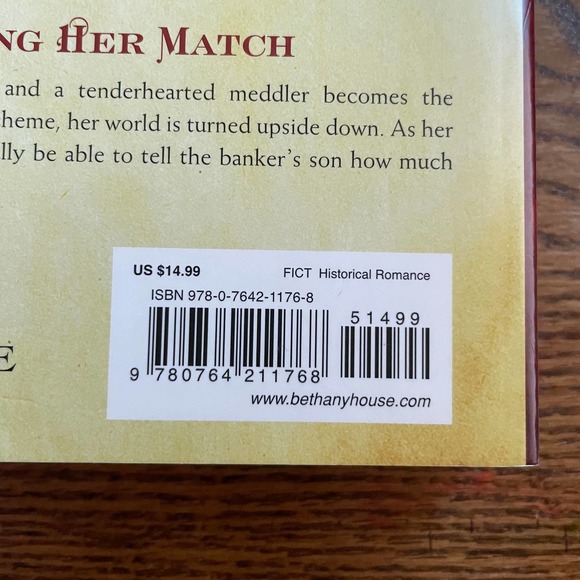 NG HER MATCH
and a tenderhearted meddler becomes the
cheme, her world is turned upside down. As her
lly be able to tell the banker's son how much
US $14.99 FICT Historical Romance
ISBN 978-0-7642-1176-8
51499
E
9 780764 211768
www.bethanyhouse.com